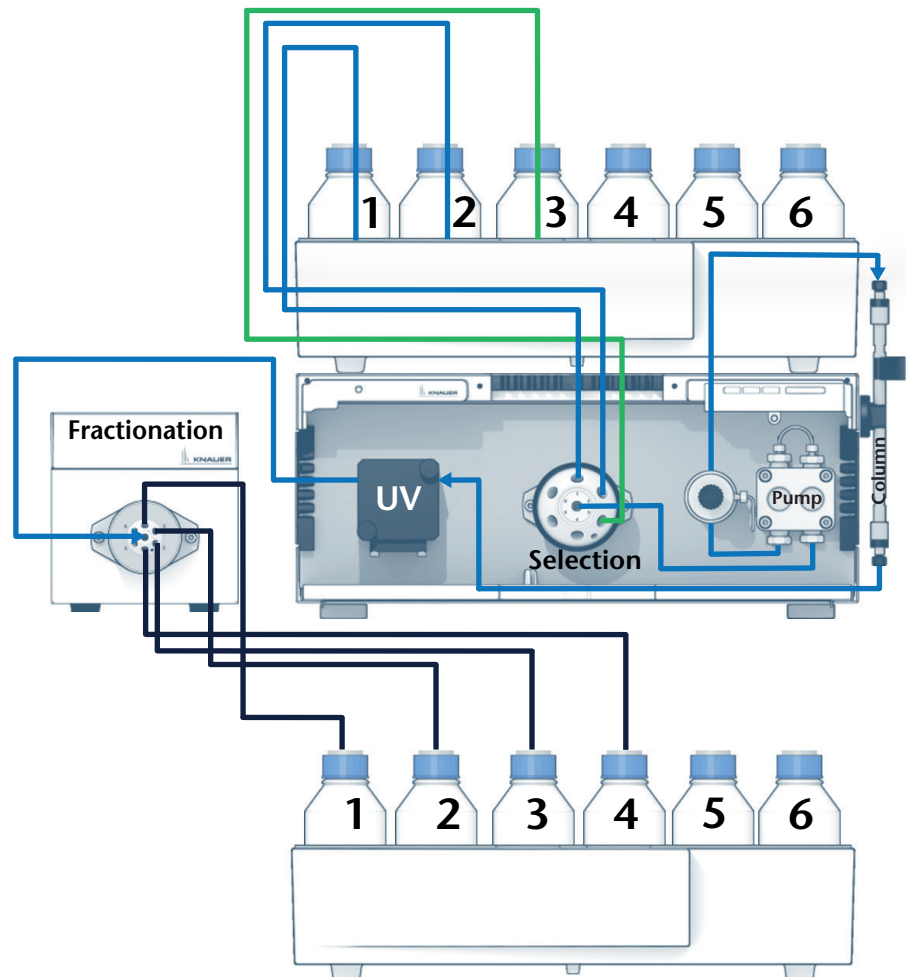 1 2 3 4 5 6
KNAUER
Fractionation
KNAUER
UV
Selection
Pump
Column
1 2 3 4 5 6